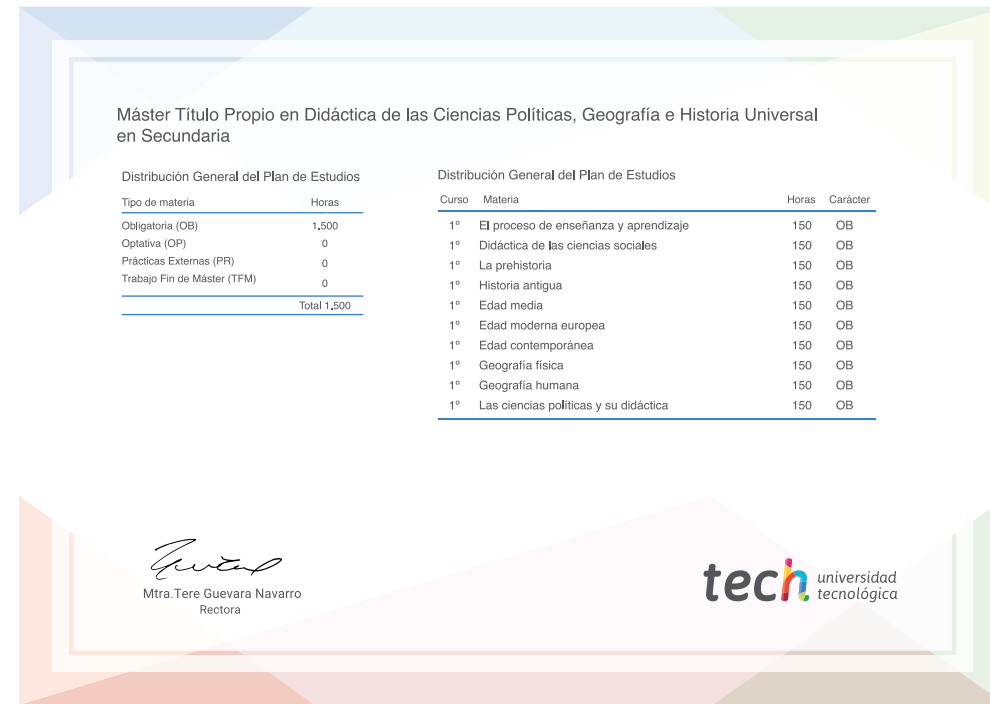 Máster Título Propio en Didáctica de las Ciencias Políticas, Geografía e Historia Universal
en Secundaria
Distribución General del Plan de Estudios
Tipo de materia Horas
Obligatoria (OB) 1.500
Optativa (OP) 0
Prácticas Externas (PR) 0
Trabajo Fin de Máster (TFM) 0
Total 1.500
Distribución General del Plan de Estudios
Curso Materia Horas Carácter
1º El proceso de enseñanza y aprendizaje 150 OB
1º Didáctica de las ciencias sociales 150 OB
1º La prehistoria 150 OB
1º Historia antigua 150 OB
1º Edad media 150 OB
1º Edad moderna europea 150 OB
1º Edad contemporánea 150 OB
1º Geografía física 150 OB
1º Geografía humana 150 OB
1º Las ciencias políticas y su didáctica 150 OB
Mtra.Tere Guevara Navarro
Rectora
tech universidad
tecnológica